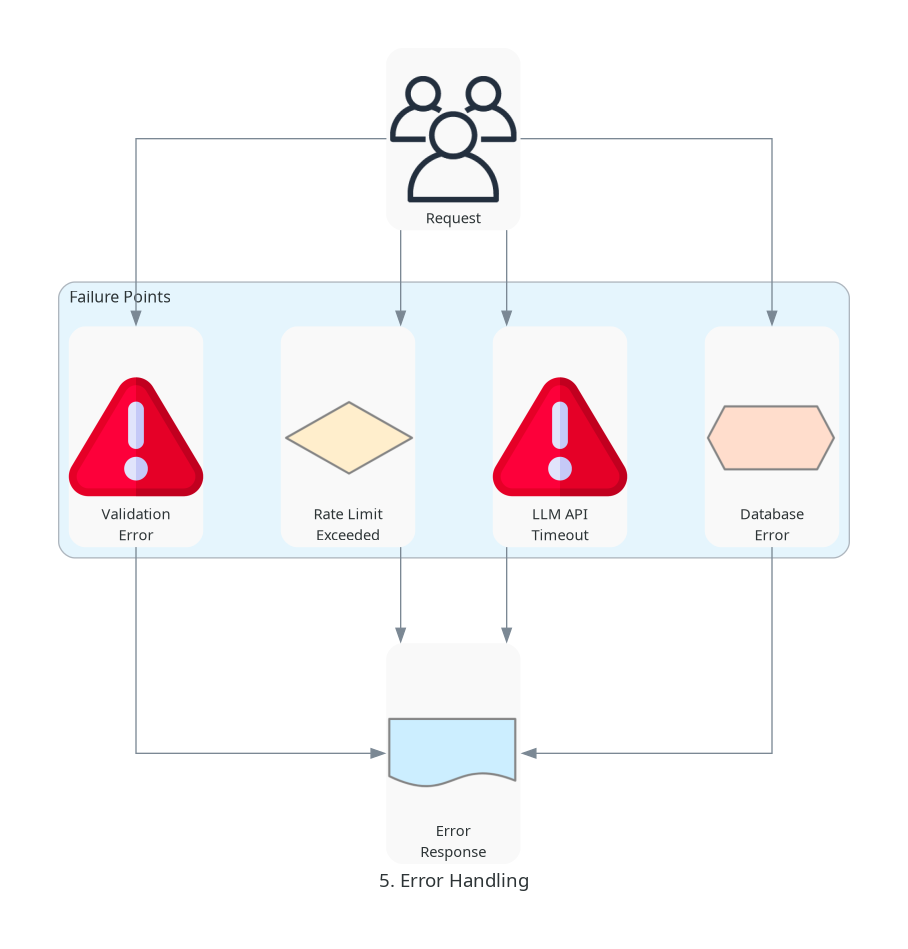 Request
Failure Points
Validation
Error
Rate Limit
Exceeded
LLM API
Timeout
Database
Error
Error
Response
5. Error Handling